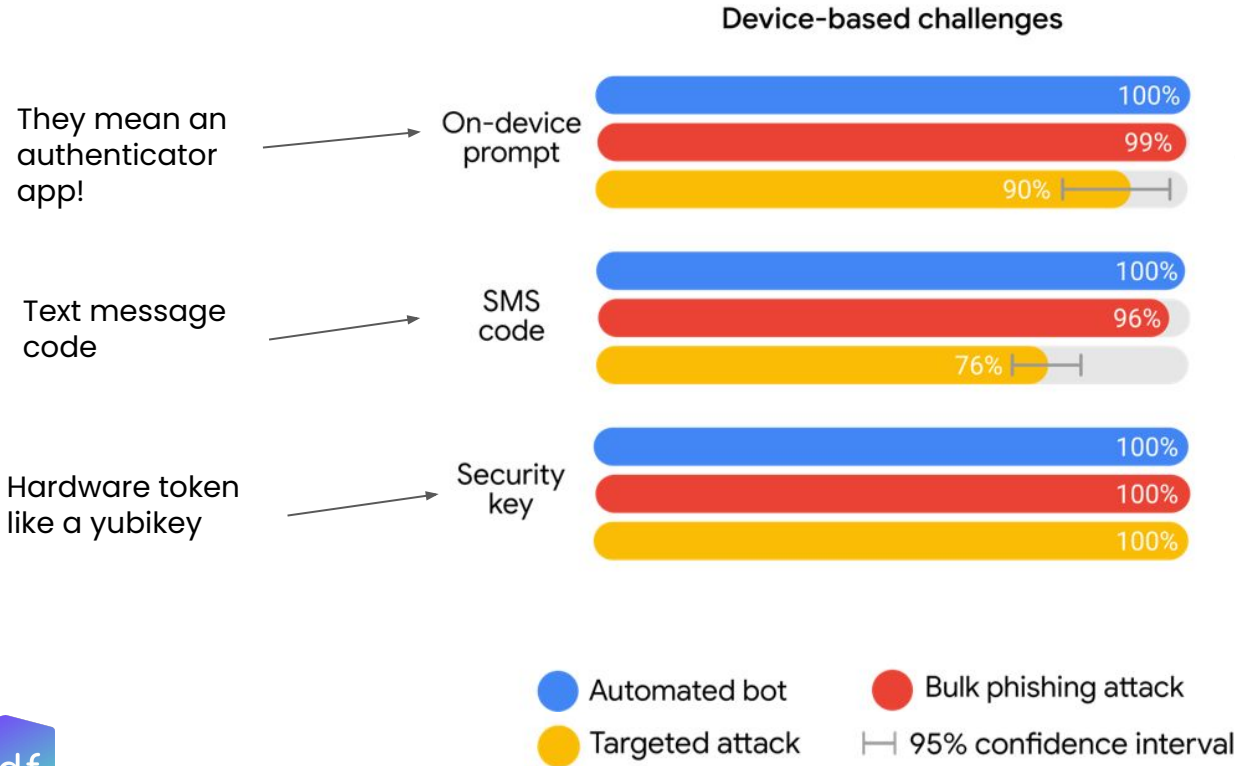 Device-based challenges
They mean an
authenticator
app!
On-device
prompt
100%
99%
90%
Text message
code
SMS
code
100%
96%
76%
Hardware token
like a yubikey
Security
key
100%
100%
100%
Automated bot
Bulk phishing attack
Targeted attack
95% confidence interval